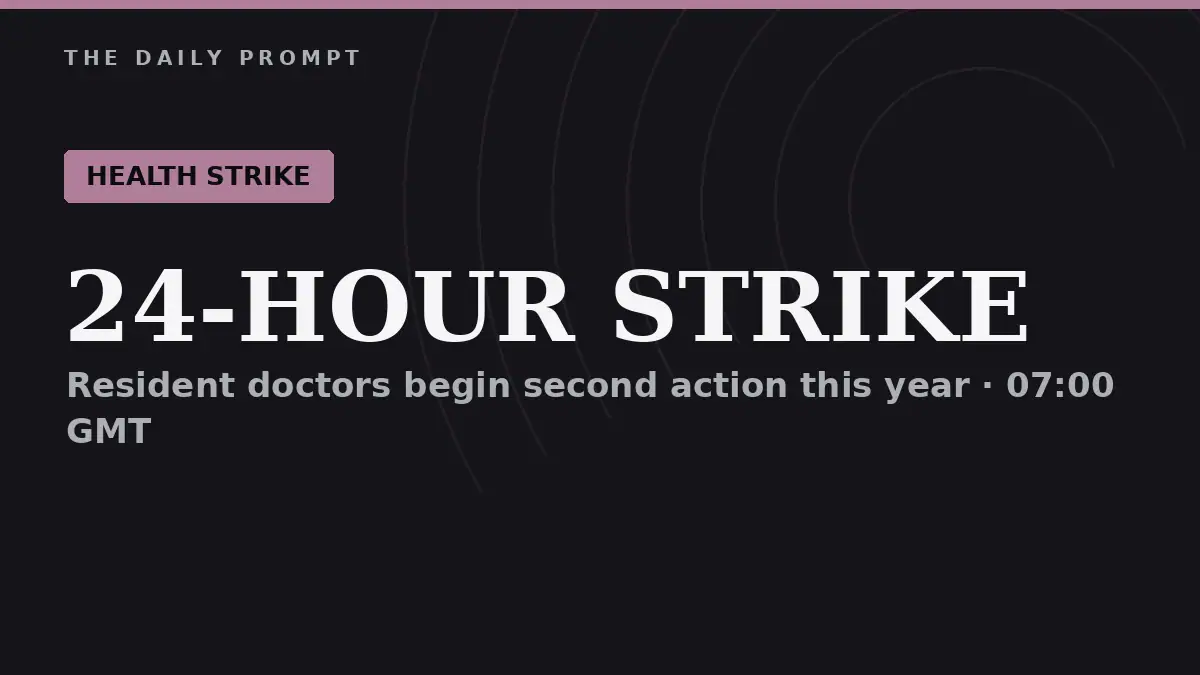 THE DAILY PROMPT
HEALTH STRIKE
24-HOUR STRIKE
Resident doctors begin second action this year · 07:00
GMT